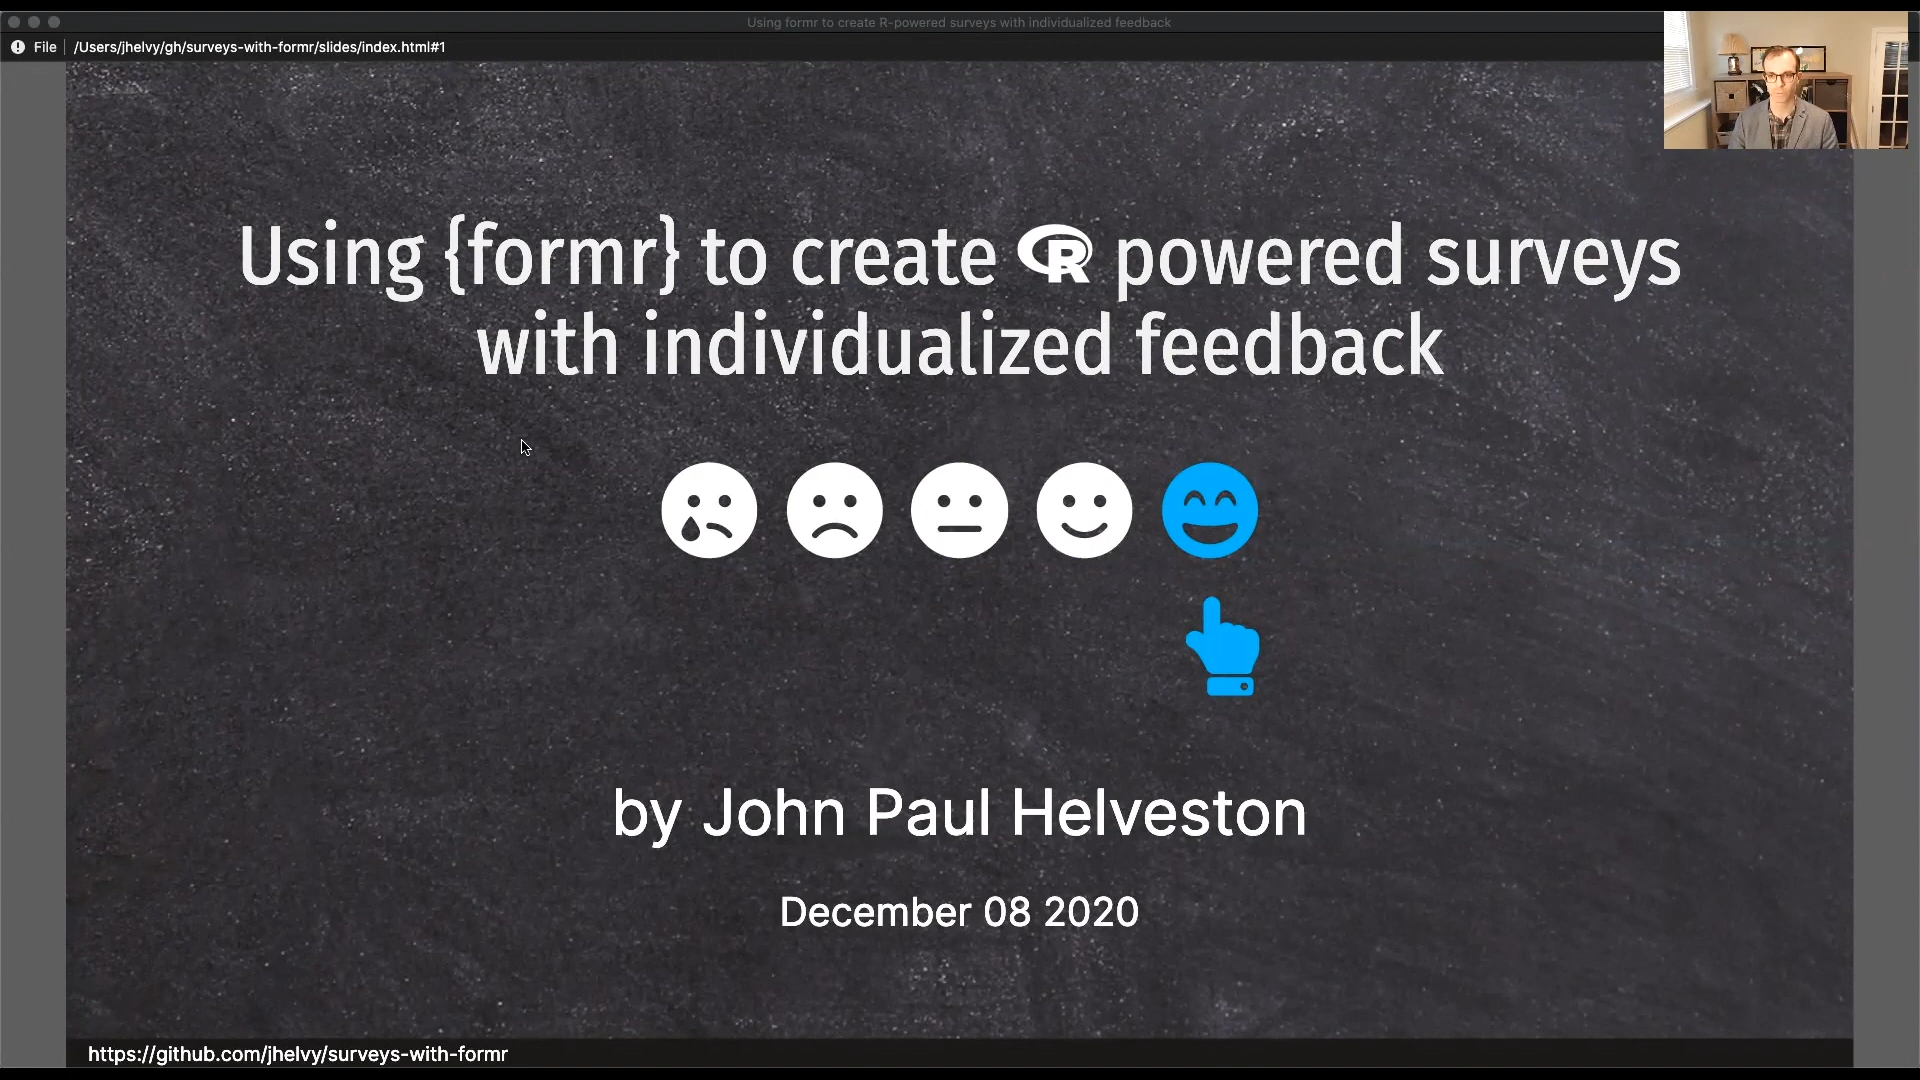 Using formr to create R-powered surveys with individualized feedback
File /Users/jhelvy/gh/surveys-with-formr/slides/index.html#1
Using {formr} to create R powered surveys
with individualized feedback
by John Paul Helveston
December 08 2020
https://github.com/jhelvy/surveys-with-formr